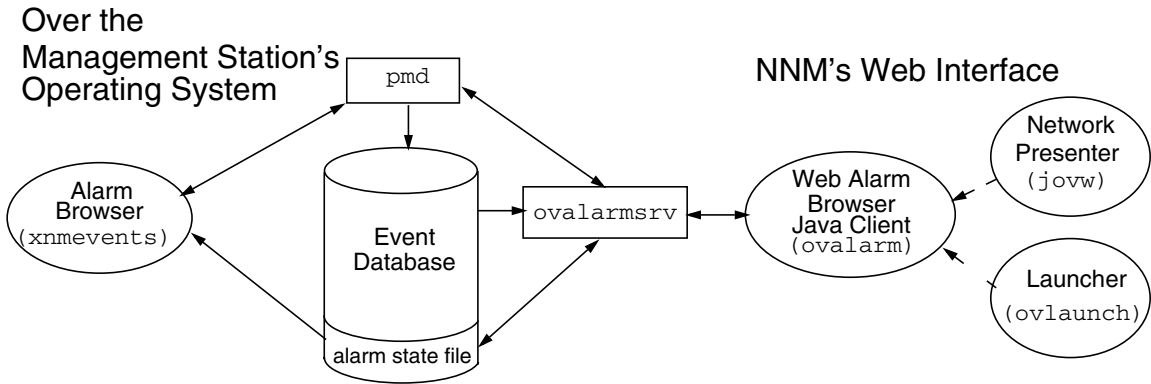 Over the
Management Station's
Operating System
pmd
NNM's Web Interface
Alarm
Browser
(xnmevents)
Event
Database
alarm state file
ovalarmsrv
Web Alarm
Browser
Java Client
(ovalarm)
Network
Presenter
(jovw)
Launcher
(ovlaunch)